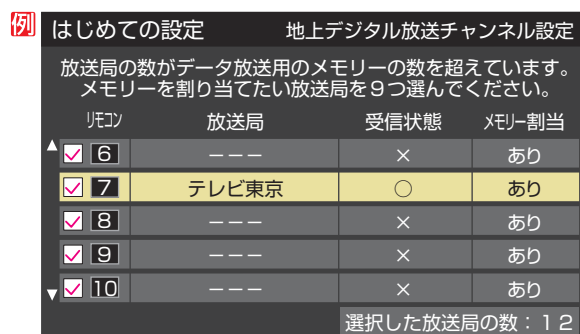 例
はじめての設定 地上デジタル放送チャンネル設定
放送局の数がデータ放送用のメモリーの数を超えています。
メモリーを割り当てたい放送局を9つ選んでください。
リモコン 放送局 受信状態 メモリー割当
6 −−− × あり
7 テレビ東京 ○ あり
8 −−− × あり
9 −−− × あり
10 −−− × あり
選択した放送局の数：12